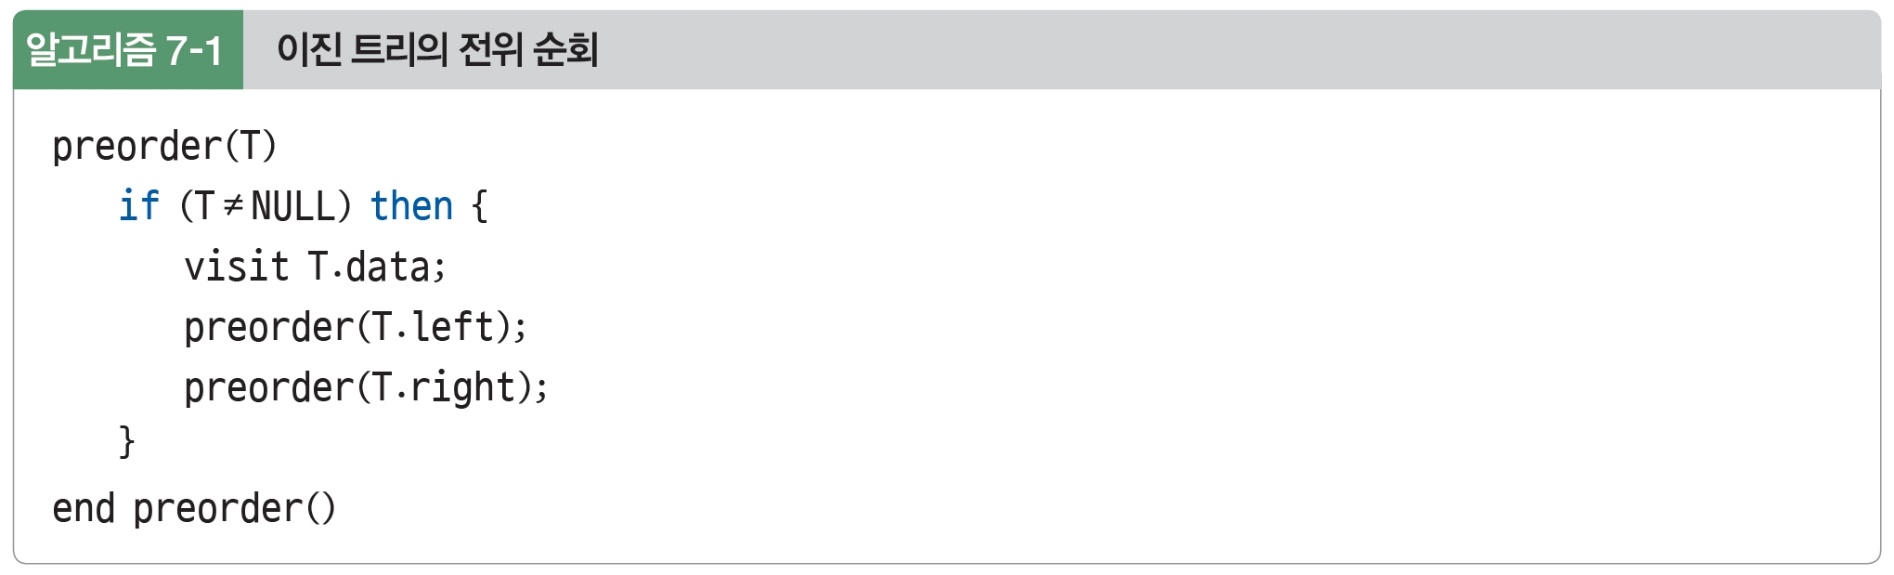 알고리즘 7-1 이진 트리의 전위 순회
preorder(T)
if (T≠NULL) then {
visit T.data;
preorder(T.left);
preorder(T.right);
}
end preorder()